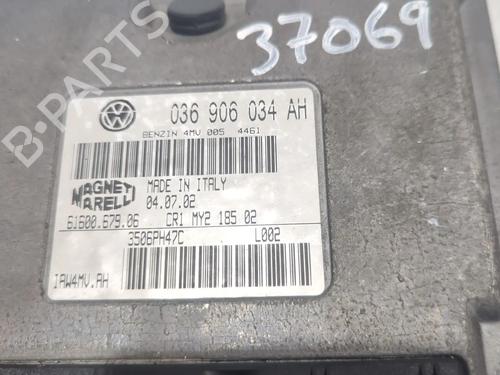 37069
036 906 034 AH
BENZIN 4MV 005 4461
MAGNETI MARELLI
MADE IN ITALY
04.07.02
61600.679.06 CR1 MY2 185 02
3506PH47C L002
IAW4MV.AH
B-Parts